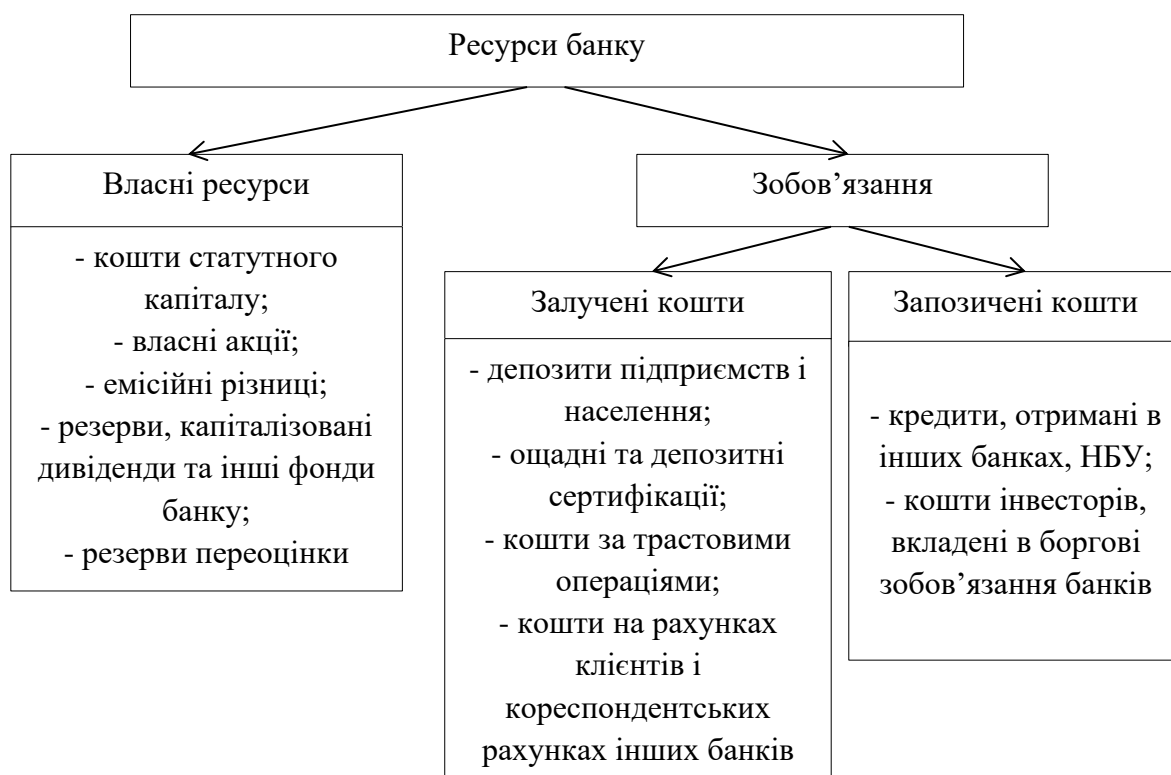 Ресурси банку
Власні ресурси
- кошти статутного
капіталу;
- власні акції;
- емісійні різниці;
- резерви, капіталізовані
дивіденди та інші фонди
банку;
- резерви переоцінки
Зобов’язання
Залучені кошти
- депозити підприємств і
населення;
- ощадні та депозитні
сертифікації;
- кошти за трастовими
операціями;
- кошти на рахунках
клієнтів і
кореспондентських
рахунках інших банків
Запозичені кошти
- кредити, отримані в
інших банках, НБУ;
- кошти інвесторів,
вкладені в боргові
зобов’язання банків